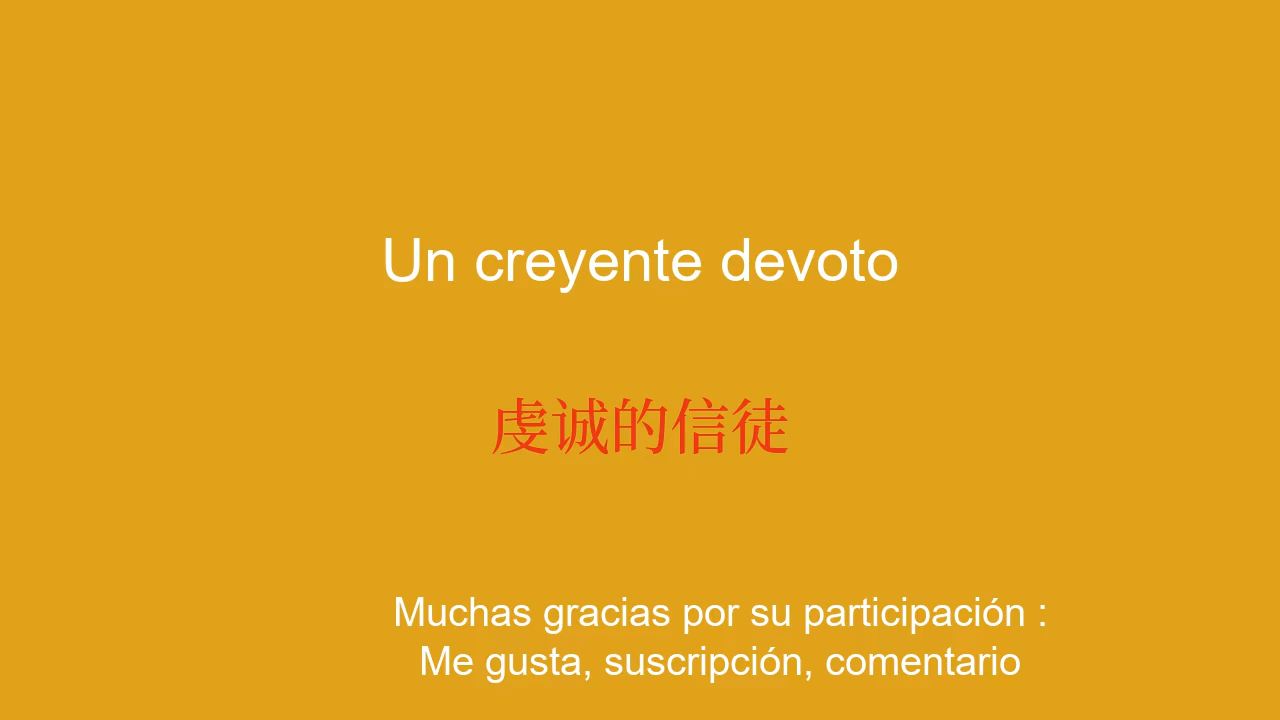 Un creyente devoto
虔诚的信徒
Muchas gracias por su participación :
Me gusta, suscripción, comentario